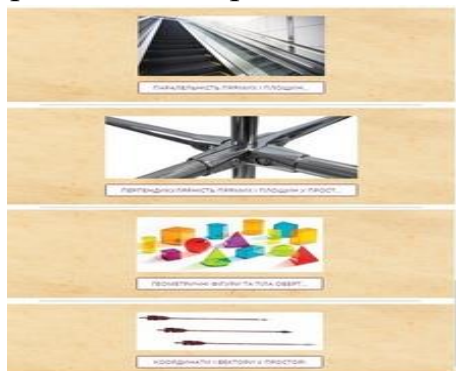 ПАРАЛЕЛЬНІСТЬ ПРЯМИХ І ПЛОЩИН...
ПЕРПЕНДИКУЛЯРНІСТЬ ПРЯМИХ І ПЛОЩИН У ПРОСТ...
ГЕОМЕТРИЧНІ ФІГУРИ ТА ТІЛА ОБЕРТ...
КООРДИНАТИ І ВЕКТОРИ У ПРОСТОРІ